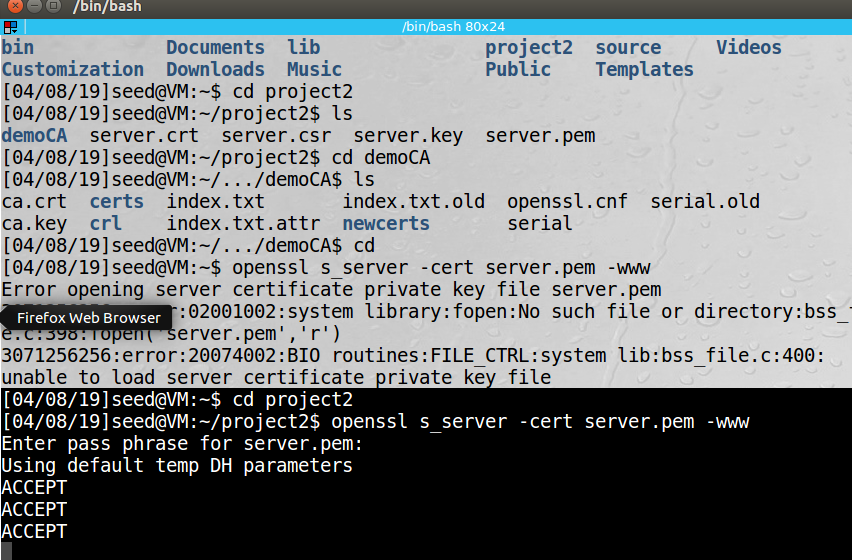 /bin/bash
/bin/bash 80x24
bin Documents lib project2 source Videos
Customization Downloads Music Public Templates
[04/08/19]seed@VM:~$ cd project2
[04/08/19]seed@VM:~/project2$ ls
demoCA server.crt server.csr server.key server.pem
[04/08/19]seed@VM:~/project2$ cd demoCA
[04/08/19]seed@VM:~/.../demoCA$ ls
ca.crt certs index.txt index.txt.old openssl.cnf serial.old
ca.key crl index.txt.attr newcerts serial
[04/08/19]seed@VM:~/.../demoCA$ cd
[04/08/19]seed@VM:~$ openssl s_server -cert server.pem -www
Error opening server certificate private key file server.pem
r:02001002:system library:fopen:No such file or directory:bss_f
Firefox Web Browser
e.c:398:fopen('server.pem','r')
3071256256:error:20074002:BIO routines:FILE_CTRL:system lib:bss_file.c:400:
unable to load server certificate private key file
[04/08/19]seed@VM:~$ cd project2
[04/08/19]seed@VM:~/project2$ openssl s_server -cert server.pem -www
Enter pass phrase for server.pem:
Using default temp DH parameters
ACCEPT
ACCEPT
ACCEPT